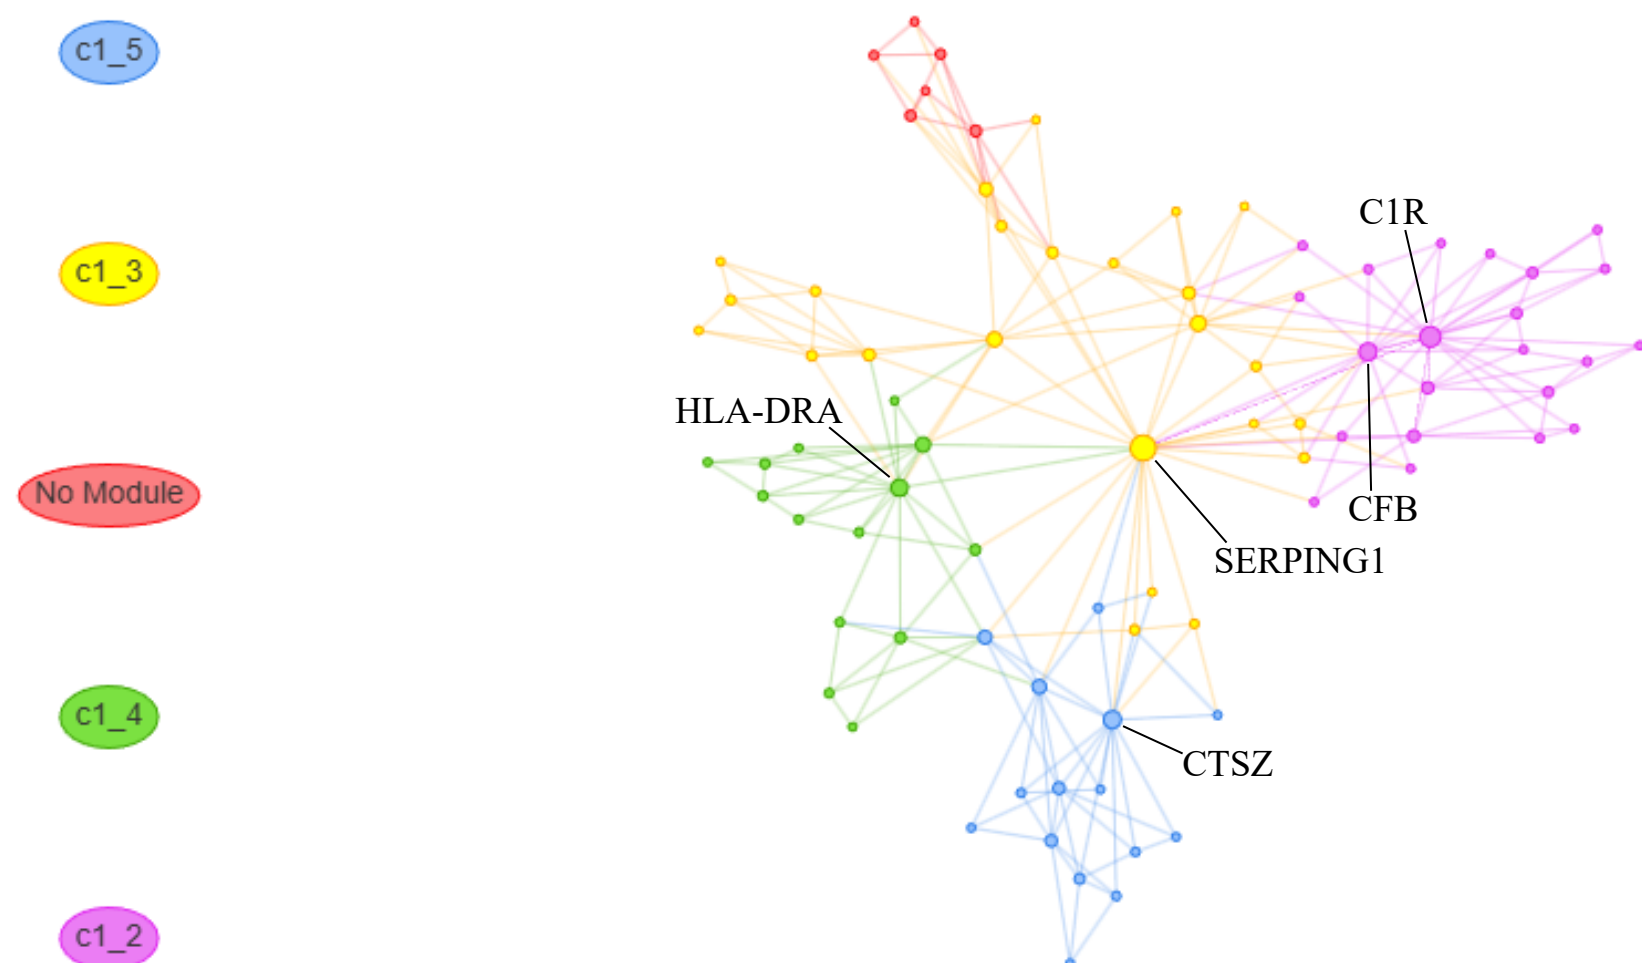 c1_5
c1_3
No Module
c1_4
c1_2
C1R
HLA-DRA
CFB
SERPING1
CTSZ